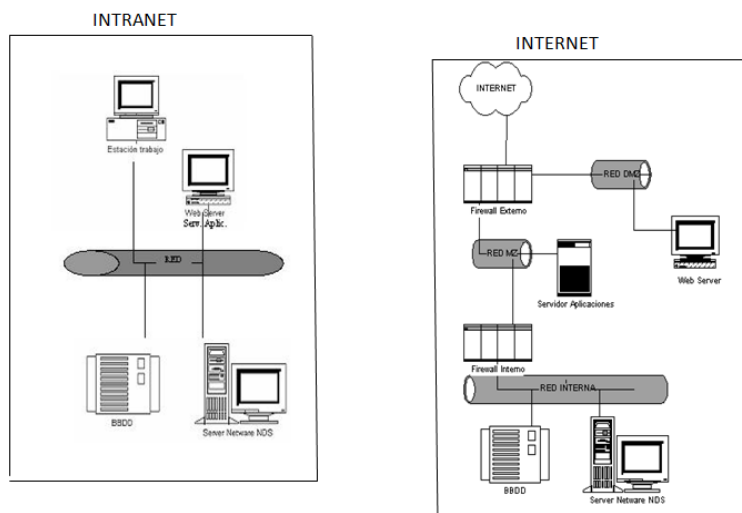 INTRANET
Estación trabajo
Web Server
Serv. Aplic.
RED
BBDD
Server Netware NDS
INTERNET
INTERNET
RED DMZ
Firewall Externo
Web Server
RED MZ
Servidor Aplicaciones
Firewall Interno
RED INTERNA
BBDD
Server Netware NDS